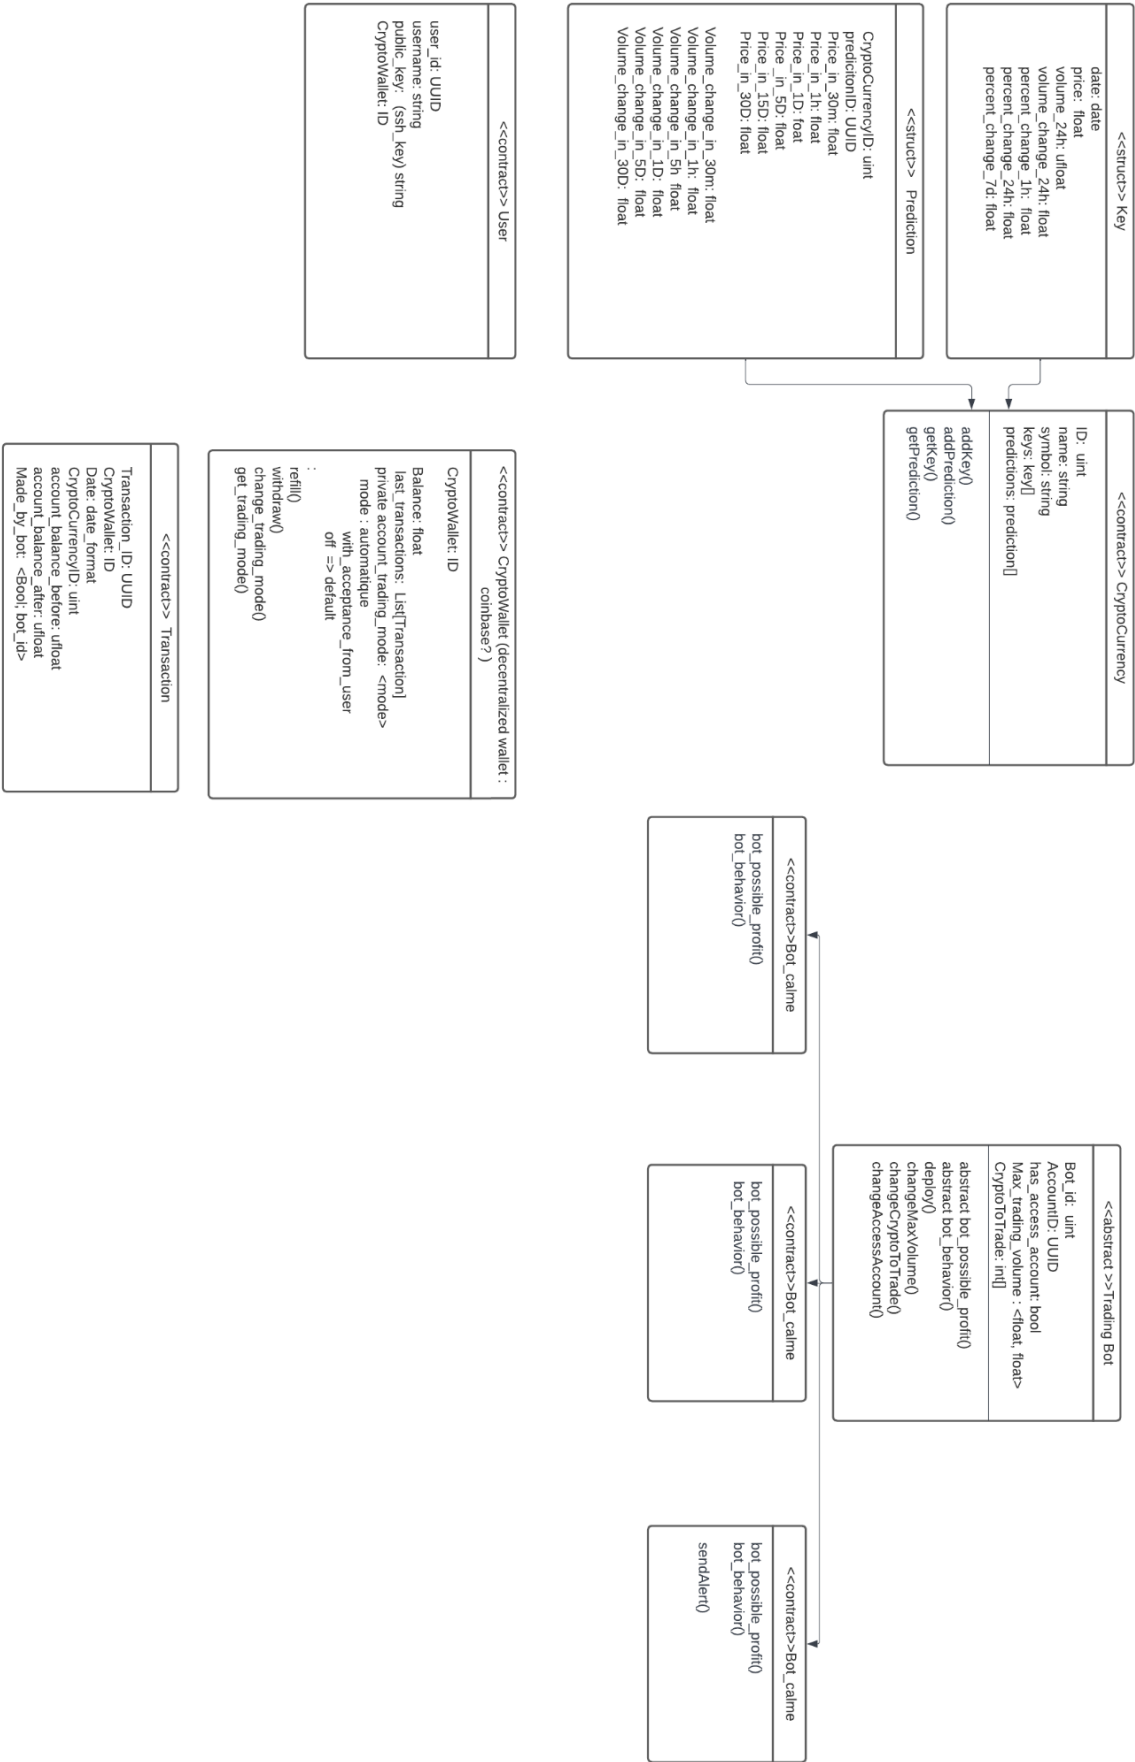 <<struct>> Key
date: date
price: float
volume_24h: ufloat
volume_change_24h: float
percent_change_1h: float
percent_change_24h: float
percent_change_7d: float
<<contract>> CryptoCurrency
ID: uint
name: string
symbol: string
keys: key[]
predictions: prediction[]
addKey()
addPrediction()
getKey()
getPrediction()
<<abstract >>Trading Bot
Bot_id: uint
AccountID: UUID
has_access_account: bool
Max_trading_volume : <float, float>
CryptoToTrade: int[]
abstract bot_possible_profit()
abstract bot_behavior()
deploy()
changeMaxVolume()
changeCryptoToTrade()
changeAccessAccount()
<<struct>> Prediction
CryptoCurrencyID: uint
predicitonID: UUID
Price_in_30m: float
Price_in_1h: float
Price_in_1D: foat
Price_in_5D: float
Price_in_15D: float
Price_in_30D: float
Volume_change_in_30m: float
Volume_change_in_1h: float
Volume_change_in_5h float
Volume_change_in_1D: float
Volume_change_in_5D: float
Volume_change_in_30D: float
<<contract>>Bot_calme
bot_possible_profit()
bot_behavior()
<<contract>>Bot_calme
bot_possible_profit()
bot_behavior()
<<contract>>Bot_calme
bot_possible_profit()
bot_behavior()
sendAlert()
<<contract>> User
user_id: UUID
username: string
public_key: (ssh_key) string
CryptoWallet: ID
<<contract>> CryptoWallet (decentralized wallet :
coinbase? )
CryptoWallet: ID
Balance: float
last_transactions: List[Transaction]
private account_trading_mode: <mode>
mode : automatique
with_acceptance_from_user
off => default
:
refill()
withdraw()
change_trading_mode()
get_trading_mode()
<<contract>> Transaction
Transaction_ID: UUID
CryptoWallet: ID
Date: date_format
CryptoCurrencyID: uint
account_balance_before: ufloat
account_balance_after: ufloat
Made_by_bot: <Bool; bot_id>